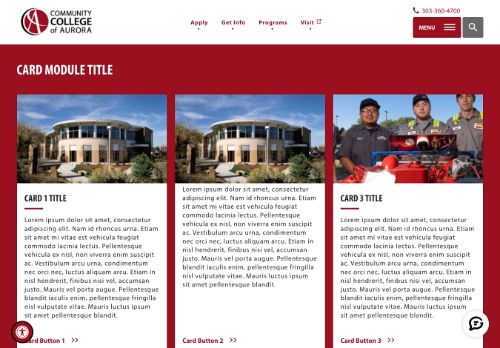 COMMUNITY
COLLEGE
of AURORA
Apply
Get Info
Programs
Visit
303-360-4700
MENU
CARD MODULE TITLE
CARD 1 TITLE
Lorem ipsum dolor sit amet, consectetur
adipiscing elit. Nam id rhoncus urna. Etiam
sit amet mi vitae est vehicula feugiat
commodo lacinia lectus. Pellentesque
vehicula ex nisl, non viverra enim suscipit
ac. Vestibulum arcu urna, condimentum
nec orci nec, luctus aliquam arcu. Etiam in
nisl hendrerit, finibus nisi vel, accumsan
justo. Mauris vel porta augue. Pellentesque
blandit iaculis enim, pellentesque fringilla
nisl vulputate vitae. Mauris luctus ipsum
sit amet est blandit dignissim.
Card Button 1
Lorem ipsum dolor sit amet, consectetur
adipiscing elit. Nam id rhoncus urna. Etiam
sit amet mi vitae est vehicula feugiat
commodo lacinia lectus. Pellentesque
vehicula ex nisl, non viverra enim suscipit
ac. Vestibulum arcu urna, condimentum
nec orci nec, luctus aliquam arcu. Etiam in
nisl hendrerit, finibus nisi vel, accumsan
justo. Mauris vel porta augue. Pellentesque
blandit iaculis enim, pellentesque fringilla
nisl vulputate vitae. Mauris luctus ipsum
Card Button 2
CARD 3 TITLE
Lorem ipsum dolor sit amet, consectetur
adipiscing elit. Nam id rhoncus urna. Etiam
sit amet mi vitae est vehicula feugiat
commodo lacinia lectus. Pellentesque
vehicula ex nisl, non viverra enim suscipit
ac. Vestibulum arcu urna, condimentum
nec orci nec, luctus aliquam arcu. Etiam in
nisl hendrerit, finibus nisi vel, accumsan
justo. Mauris vel porta augue. Pellentesque
blandit iaculis enim, pellentesque fringilla
nisl vulputate vitae. Mauris luctus ipsum
sit amet est blandit dignissim.
Card Button 3